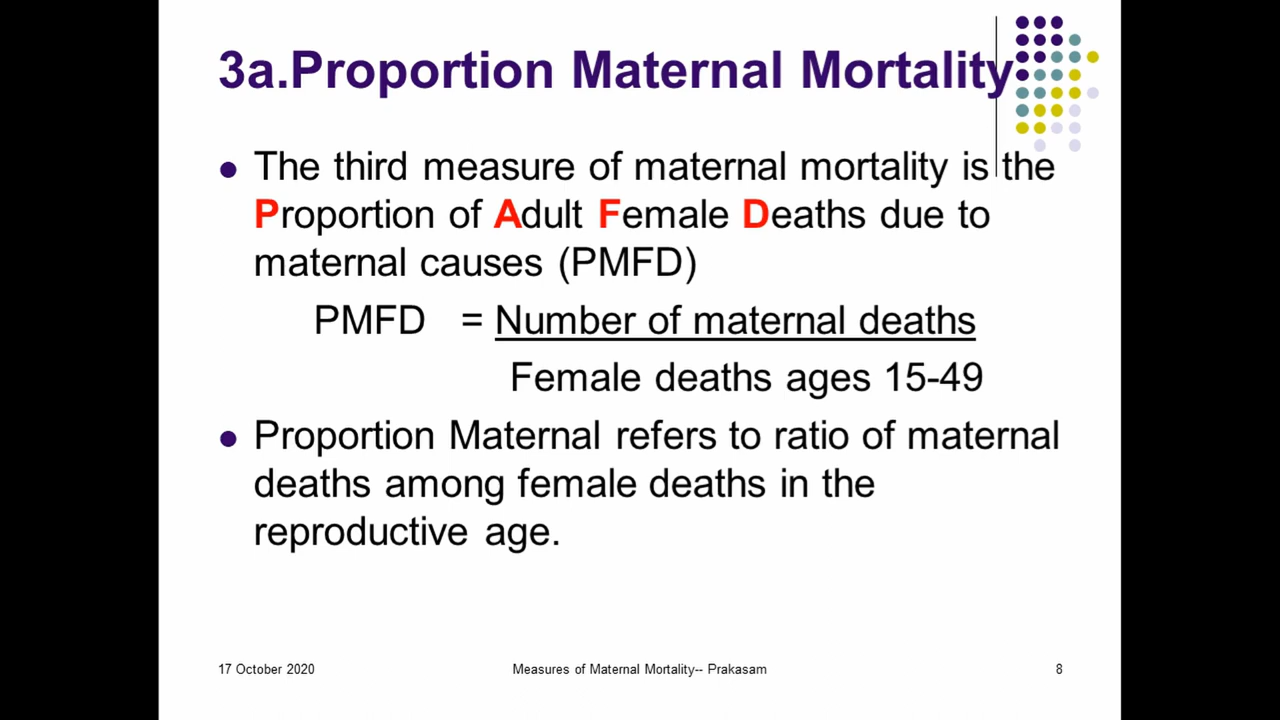 3a.Proportion Maternal Mortality
The third measure of maternal mortality is the
Proportion of Adult Female Deaths due to
maternal causes (PMFD)
PMFD = Number of maternal deaths
Female deaths ages 15-49
Proportion Maternal refers to ratio of maternal
deaths among female deaths in the
reproductive age.
17 October 2020 Measures of Maternal Mortality-- Prakasam 8